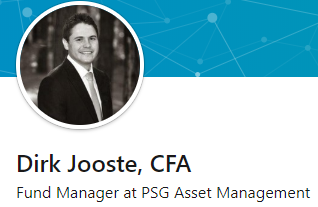 Dirk Jooste, CFA
Fund Manager at PSG Asset Management